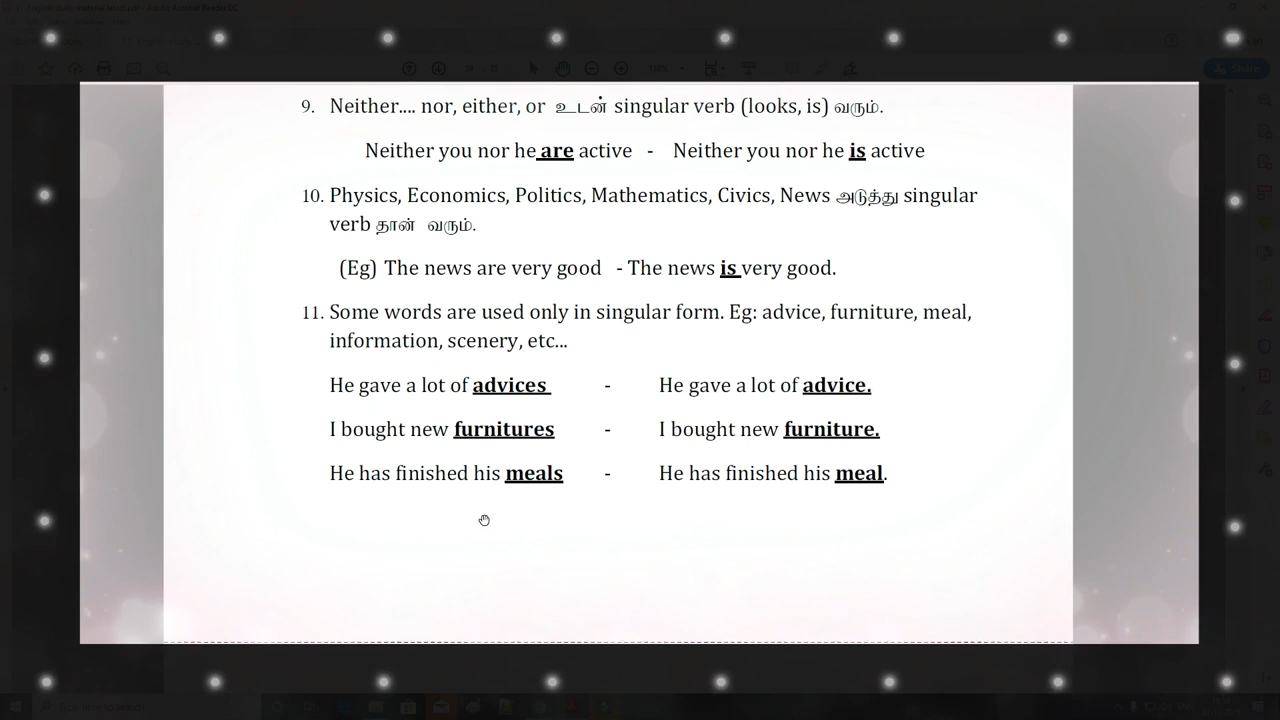 9. Neither.... nor, either, or உடன் singular verb (looks, is) வரும்.
Neither you nor he are active - Neither you nor he is active
10. Physics, Economics, Politics, Mathematics, Civics, News அடுத்து singular
verb தான் வரும்.
(Eg) The news are very good - The news is very good.
11. Some words are used only in singular form. Eg: advice, furniture, meal,
information, scenery, etc...
He gave a lot of advices - He gave a lot of advice.
I bought new furnitures - I bought new furniture.
He has finished his meals - He has finished his meal.